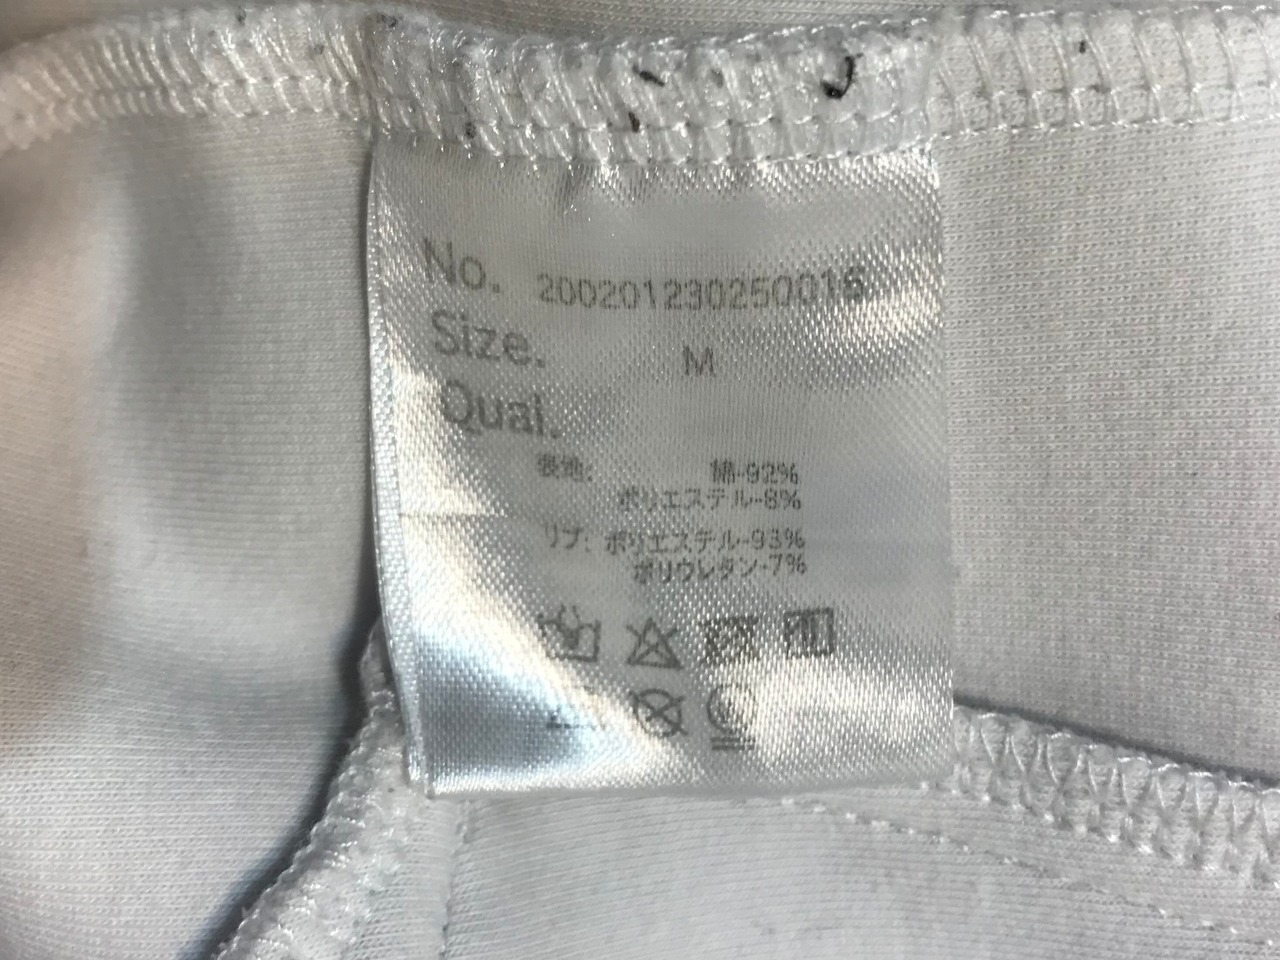 No. 200201230250016
Size. M
Qual.
表地: 綿-92%
ポリエステル-8%
リブ: ポリエステル-93%
ポリウレタン-7%